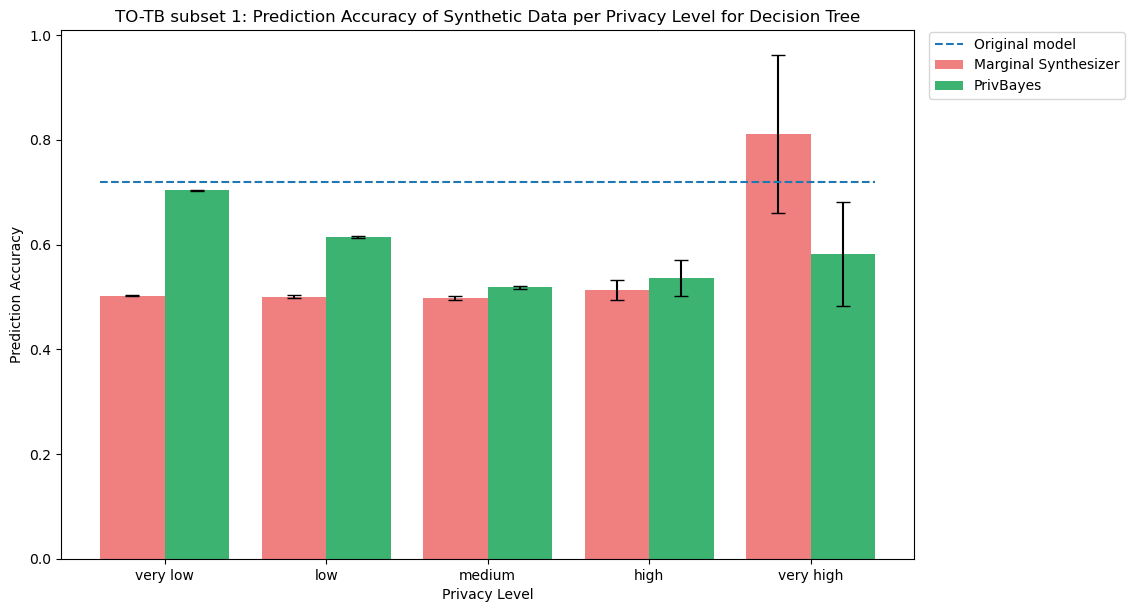 TO-TB subset 1: Prediction Accuracy of Synthetic Data per Privacy Level for Decision Tree
Original model
Marginal Synthesizer
PrivBayes
Prediction Accuracy
1.0
0.8
0.6
0.4
0.2
0.0
very low
low
medium
high
very high
Privacy Level